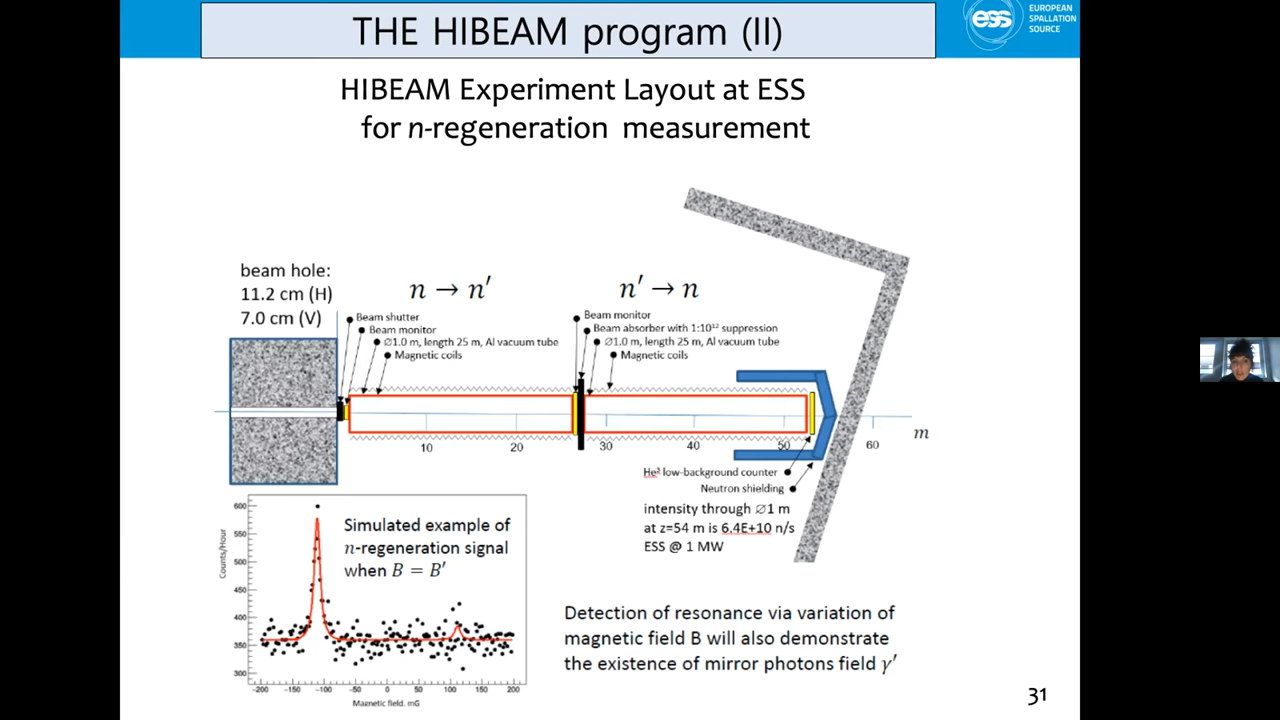 THE HIBEAM program (II)
ess
EUROPEAN
SPALLATION
SOURCE
HIBEAM Experiment Layout at ESS
for n-regeneration measurement
beam hole:
11.2 cm (H)
7.0 cm (V)
n → n′
n′ → n
Beam shutter
Beam monitor
∅1.0 m, length 25 m, Al vacuum tube
Magnetic coils
Beam monitor
Beam absorber with 1:10¹² suppression
∅1.0 m, length 25 m, Al vacuum tube
Magnetic coils
10
20
30
40
50
60
m
He³ low-background counter
Neutron shielding
intensity through ∅1 m
at z=54 m is 6.4E+10 n/s
ESS @ 1 MW
Simulated example of
n-regeneration signal
when B = B′
Counts/Hour
600
550
500
450
400
350
300
-200 -150 -100 -50 0 50 100 150 200
Magnetic field, mG
Detection of resonance via variation of
magnetic field B will also demonstrate
the existence of mirror photons field γ′
31